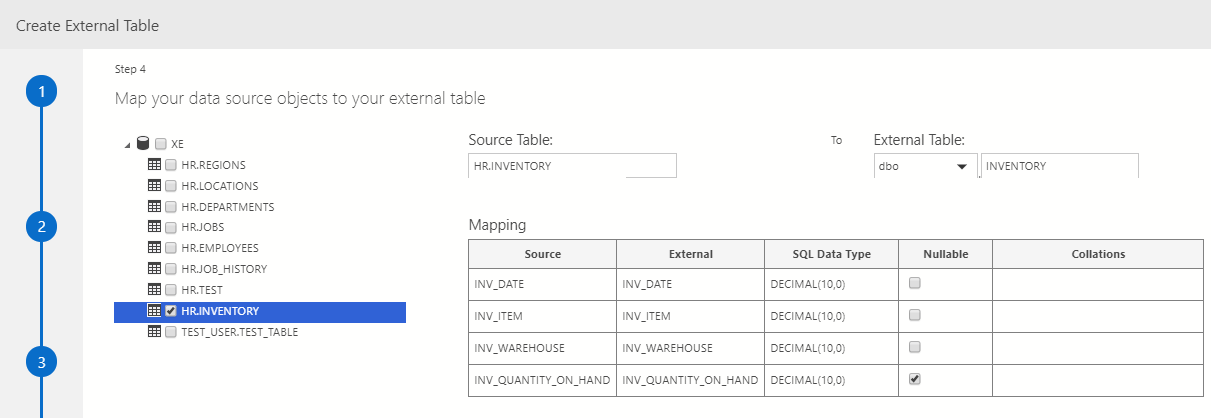 Create External Table
1
2
3
Step 4
Map your data source objects to your external table
XE
HR.REGIONS
HR.LOCATIONS
HR.DEPARTMENTS
HR.JOBS
HR.EMPLOYEES
HR.JOB_HISTORY
HR.TEST
HR.INVENTORY
TEST_USER.TEST_TABLE
Source Table: To External Table:
HR.INVENTORY dbo . INVENTORY
Mapping
Source External SQL Data Type Nullable Collations
INV_DATE INV_DATE DECIMAL(10,0)
INV_ITEM INV_ITEM DECIMAL(10,0)
INV_WAREHOUSE INV_WAREHOUSE DECIMAL(10,0)
INV_QUANTITY_ON_HAND INV_QUANTITY_ON_HAND DECIMAL(10,0)